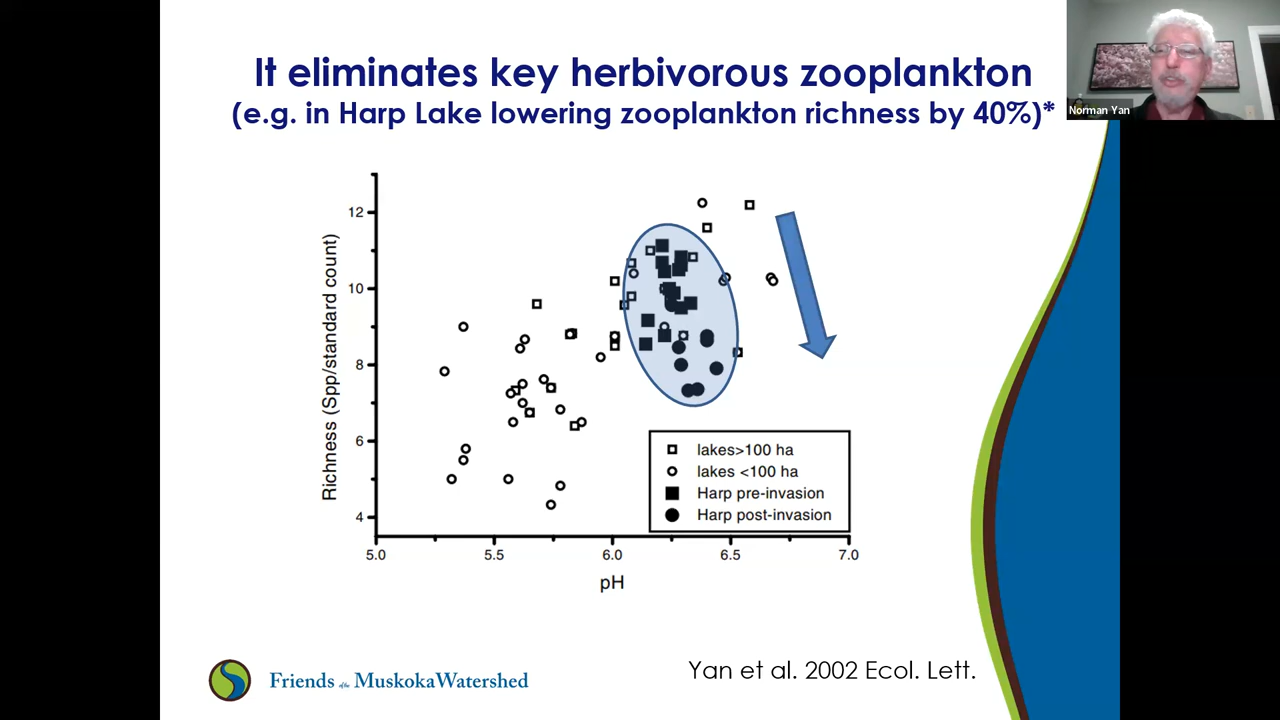 It eliminates key herbivorous zooplankton
(e.g. in Harp Lake lowering zooplankton richness by 40%)*
Norman Yan
Richness (Spp/standard count)
12
10
8
6
4
lakes>100 ha
lakes <100 ha
Harp pre-invasion
Harp post-invasion
5.0 5.5 6.0 6.5 7.0
pH
Friends of the MuskokaWatershed
Yan et al. 2002 Ecol. Lett.